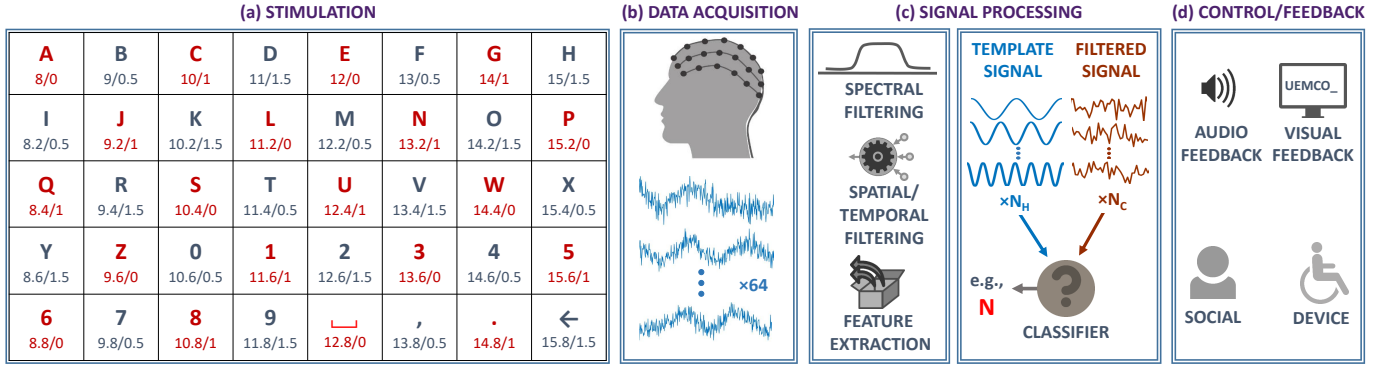 (a) STIMULATION
A B C D E F G H
8/0 9/0.5 10/1 11/1.5 12/0 13/0.5 14/1 15/1.5
I J K L M N O P
8.2/0.5 9.2/1 10.2/1.5 11.2/0 12.2/0.5 13.2/1 14.2/1.5 15.2/0
Q R S T U V W X
8.4/1 9.4/1.5 10.4/0 11.4/0.5 12.4/1 13.4/1.5 14.4/0 15.4/0.5
Y Z 0 1 2 3 4 5
8.6/1.5 9.6/0 10.6/0.5 11.6/1 12.6/1.5 13.6/0 14.6/0.5 15.6/1
6 7 8 9 ⎵ , . ←
8.8/0 9.8/0.5 10.8/1 11.8/1.5 12.8/0 13.8/0.5 14.8/1 15.8/1.5
(b) DATA ACQUISITION
×64
(c) SIGNAL PROCESSING
SPECTRAL
FILTERING
SPATIAL/
TEMPORAL
FILTERING
FEATURE
EXTRACTION
TEMPLATE
SIGNAL
FILTERED
SIGNAL
×N_H
×N_C
e.g.,
N
CLASSIFIER
(d) CONTROL/FEEDBACK
AUDIO
FEEDBACK
UEMCO_
VISUAL
FEEDBACK
SOCIAL
DEVICE